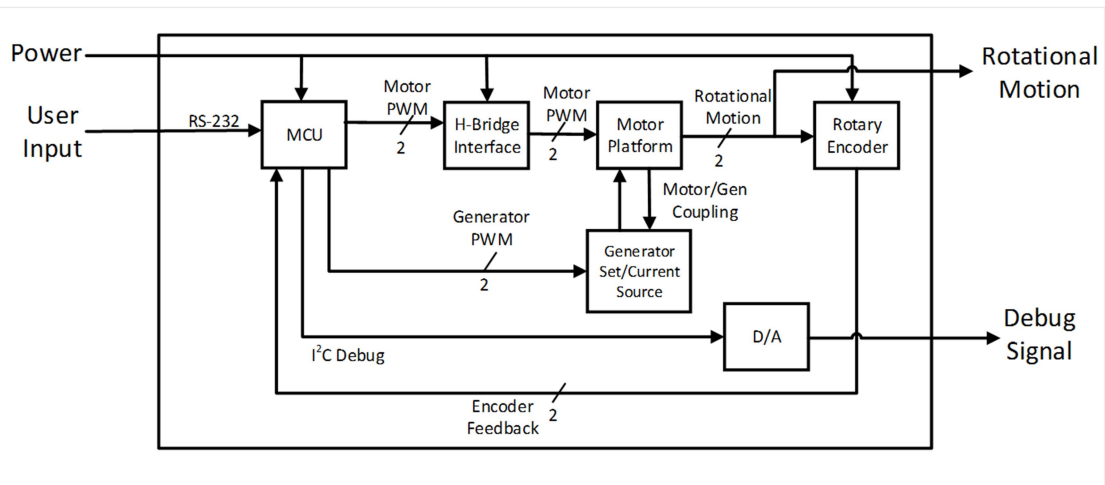 Power
User
Input
RS-232
MCU
Motor
PWM
2
H-Bridge
Interface
Motor
PWM
2
Motor
Platform
Rotational
Motion
2
Rotary
Encoder
Rotational
Motion
Motor/Gen
Coupling
Generator
PWM
2
Generator
Set/Current
Source
I²C Debug
D/A
Debug
Signal
Encoder
Feedback
2